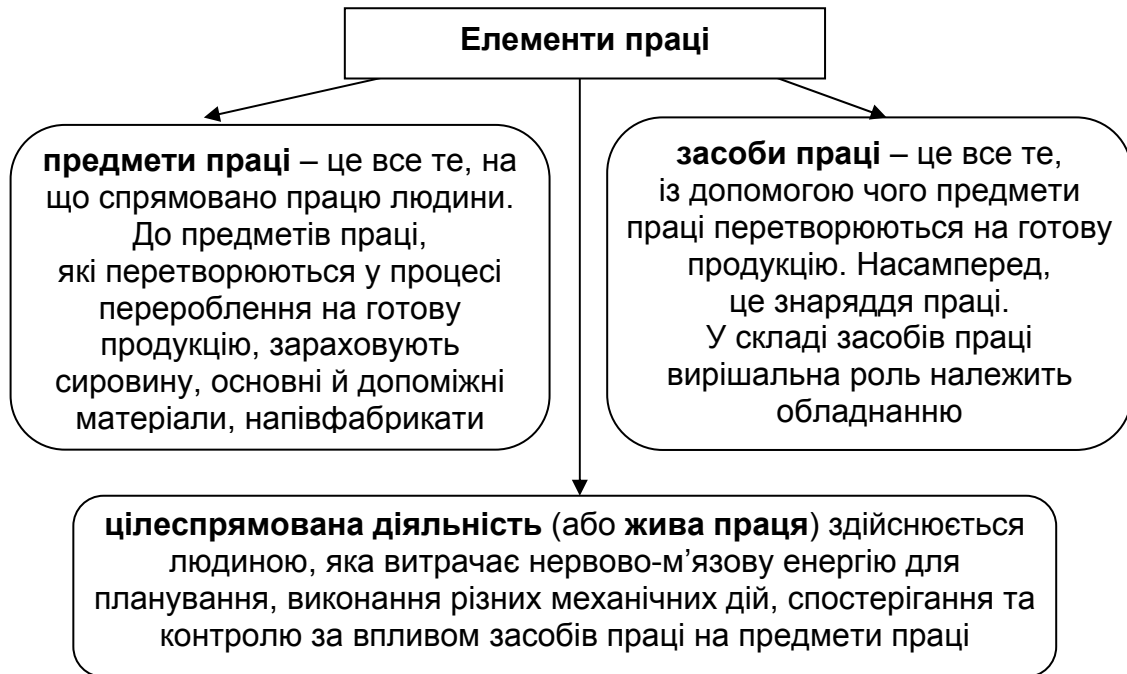 Елементи праці
предмети праці – це все те, на
що спрямовано працю людини.
До предметів праці,
які перетворюються у процесі
перероблення на готову
продукцію, зараховують
сировину, основні й допоміжні
матеріали, напівфабрикати
засоби праці – це все те,
із допомогою чого предмети
праці перетворюються на готову
продукцію. Насамперед,
це знаряддя праці.
У складі засобів праці
вирішальна роль належить
обладнанню
цілеспрямована діяльність (або жива праця) здійснюється
людиною, яка витрачає нервово-м’язову енергію для
планування, виконання різних механічних дій, спостерігання та
контролю за впливом засобів праці на предмети праці